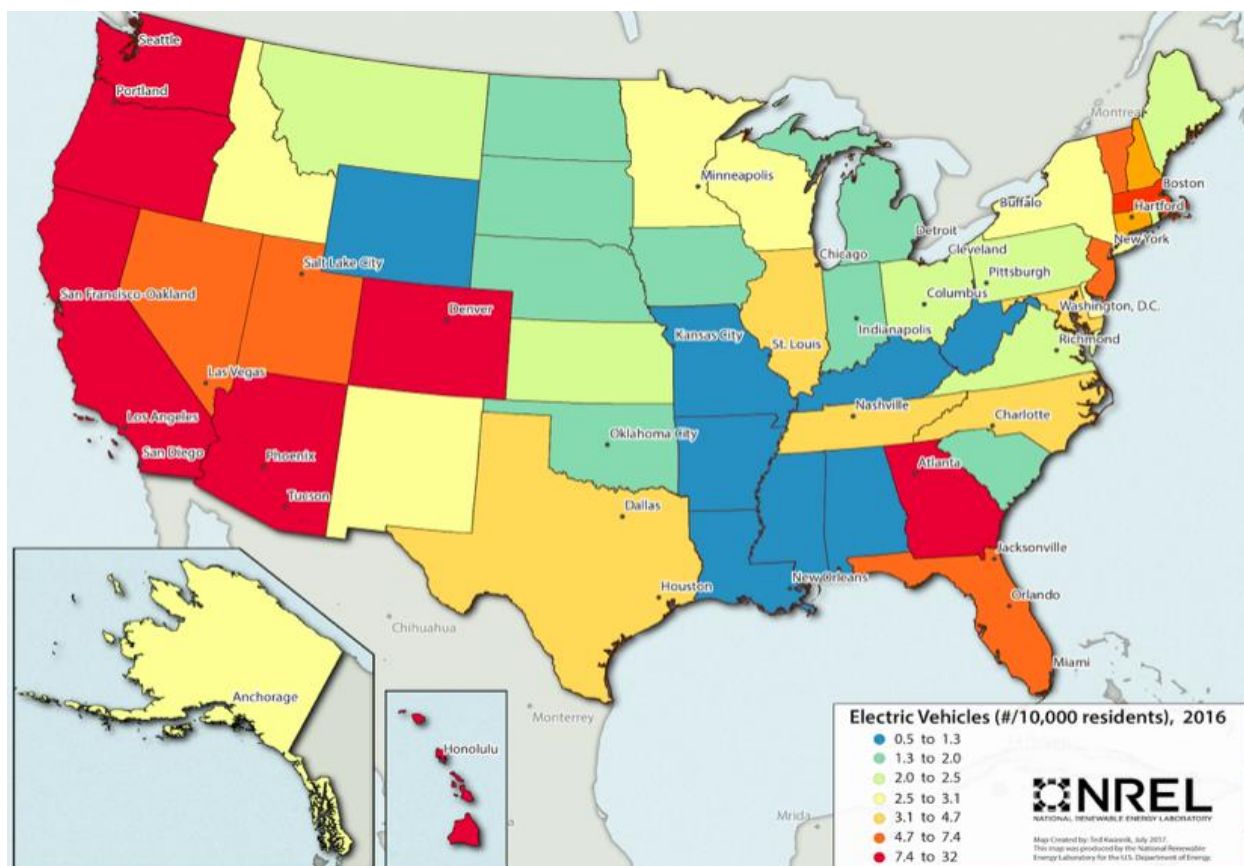 Seattle
Portland
Montrea
Minneapolis
Buffalo
Boston
Hartford
Detroit
New York
Cleveland
Chicago
Salt Lake City
Pittsburgh
San Francisco-Oakland
Columbus
Washington, D.C.
Denver
Kansas City
Indianapolis
St. Louis
Richmond
Las Vegas
Nashville
Los Angeles
Charlotte
Oklahoma City
San Diego
Phoenix
Atlanta
Tucson
Dallas
Jacksonville
New Orleans
Houston
Orlando
Chihuahua
Miami
Anchorage
Monterrey
Honolulu
Mrida
Electric Vehicles (#/10,000 residents), 2016
0.5 to 1.3
1.3 to 2.0
2.0 to 2.5
2.5 to 3.1
3.1 to 4.7
4.7 to 7.4
7.4 to 32
NREL
NATIONAL RENEWABLE ENERGY LABORATORY
Map Created by: Ted Kwasnik, July 2017.
This map was produced by the National Renewable
Energy Laboratory for the U.S. Department of Energy.